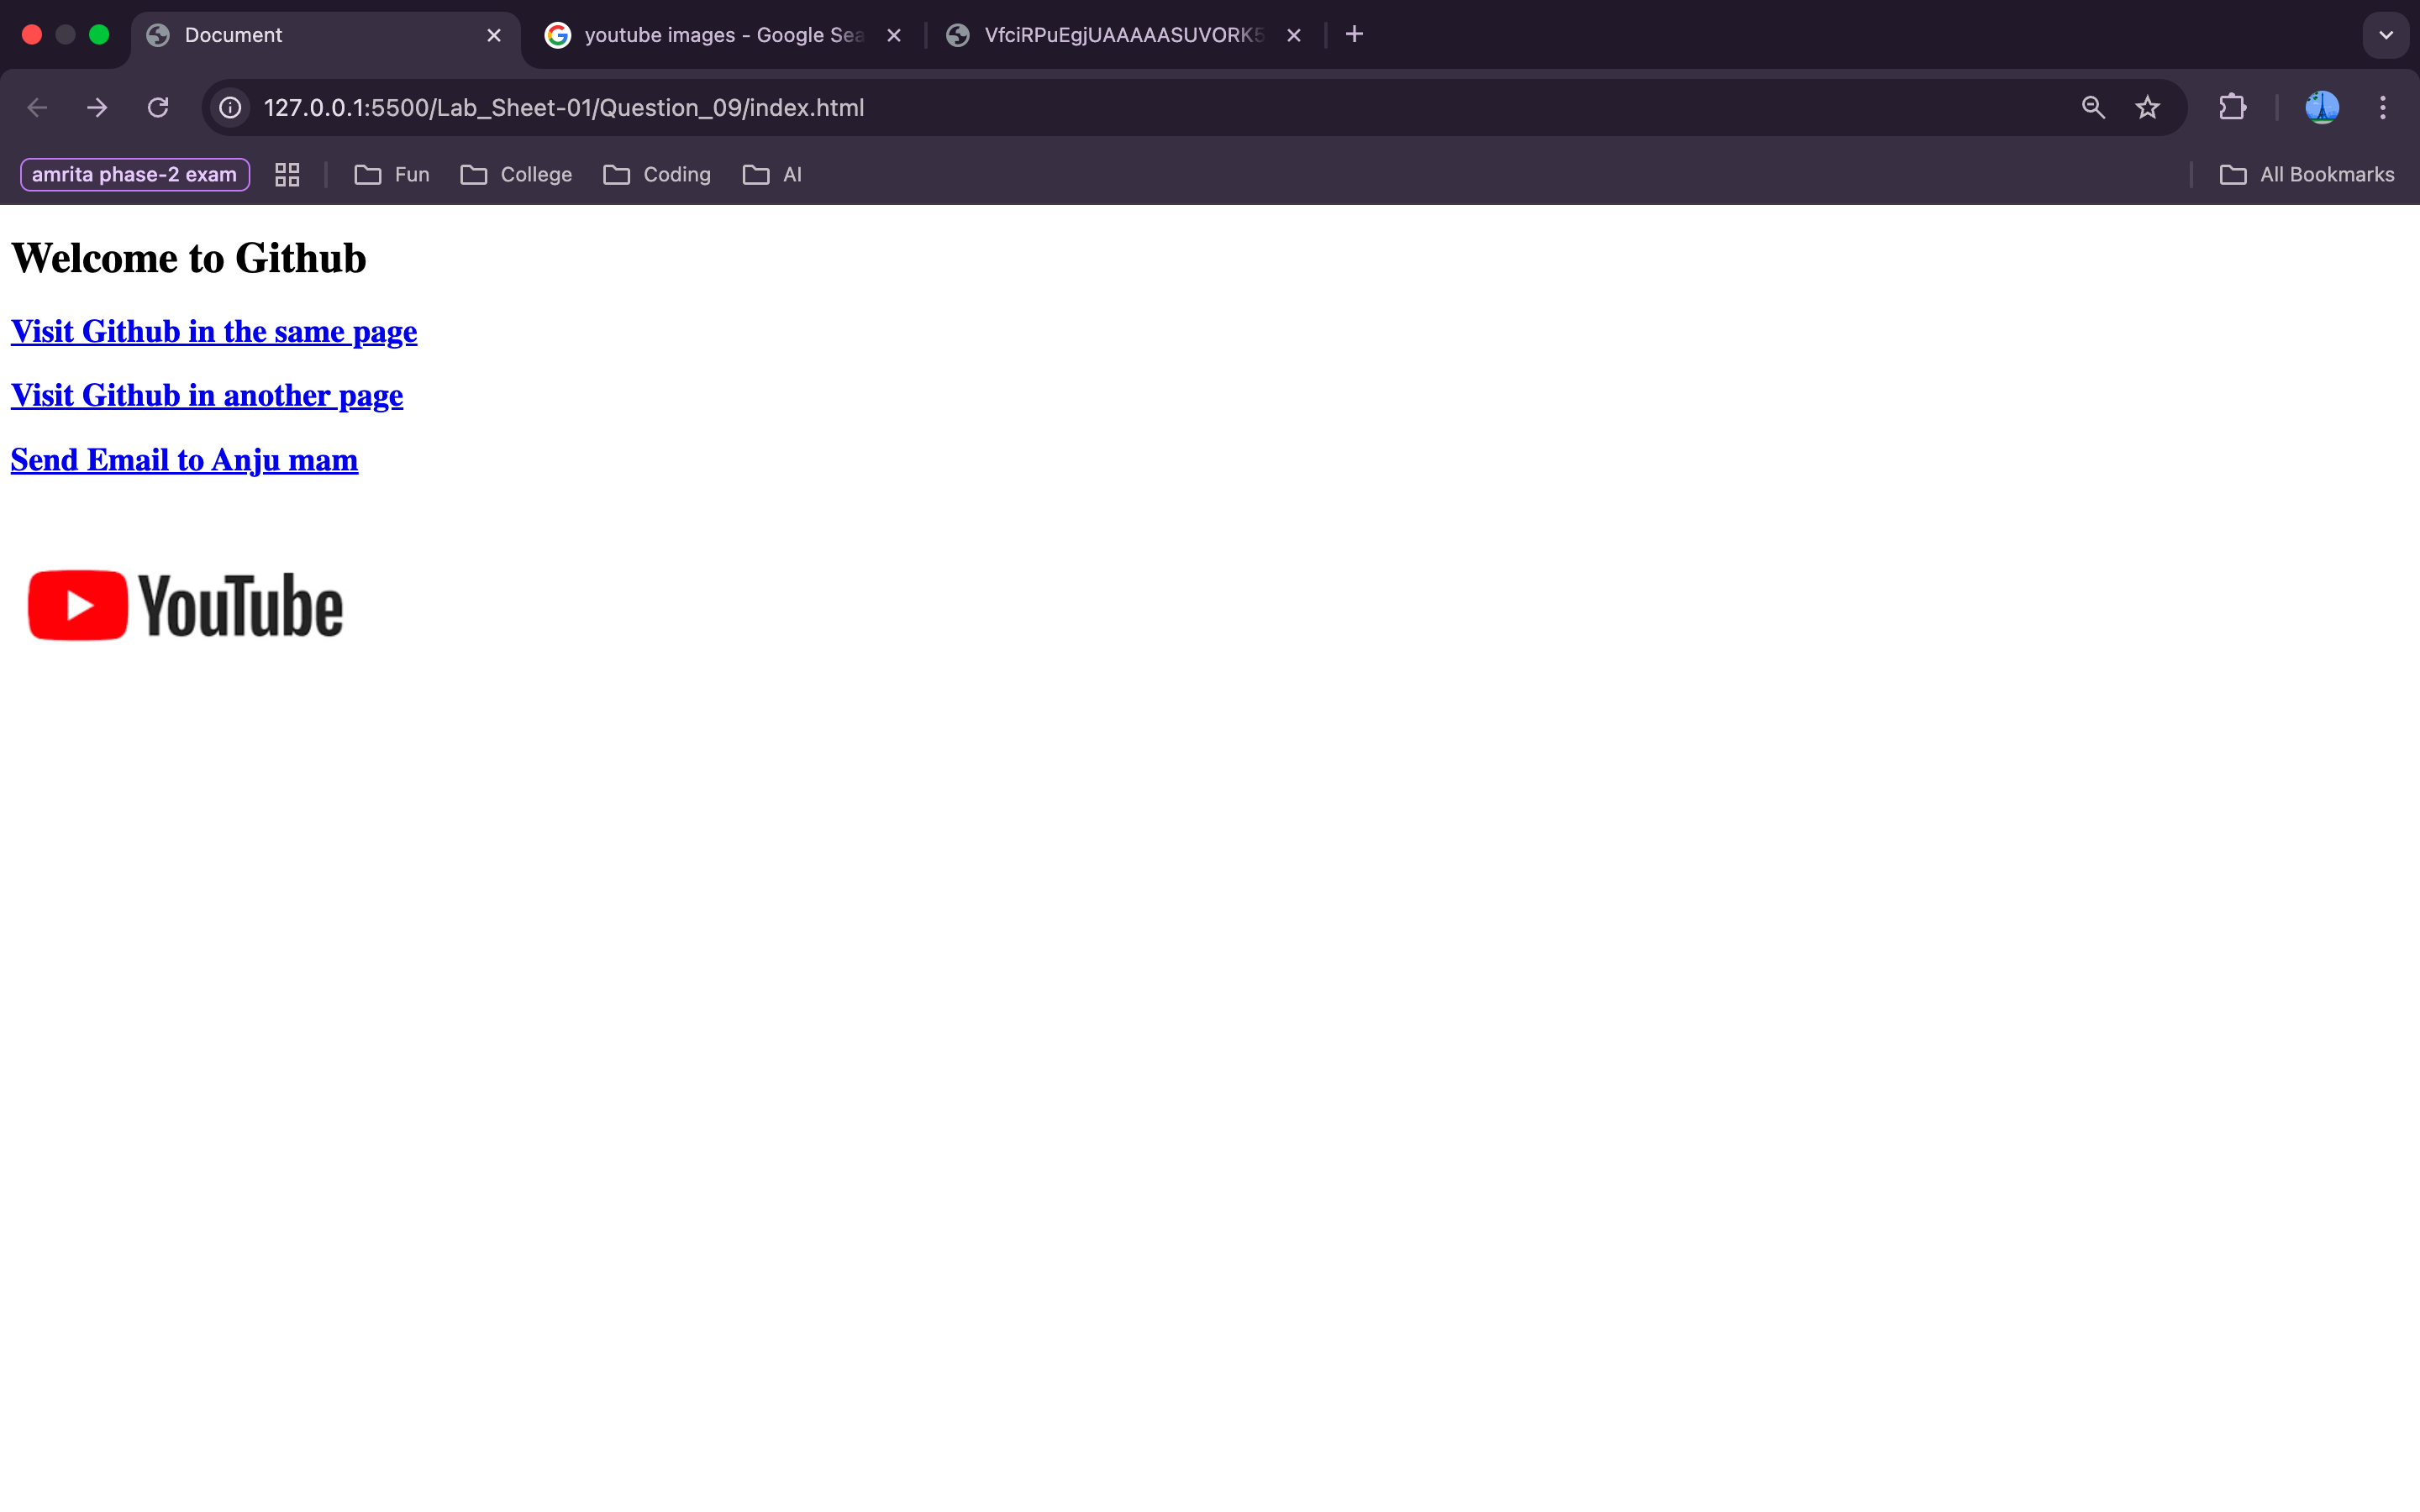 Document
youtube images - Google Sea
VfciRPuEgjUAAAAASUVORK5
127.0.0.1:5500/Lab_Sheet-01/Question_09/index.html
amrita phase-2 exam
Fun
College
Coding
AI
All Bookmarks
Welcome to Github
Visit Github in the same page
Visit Github in another page
Send Email to Anju mam
YouTube